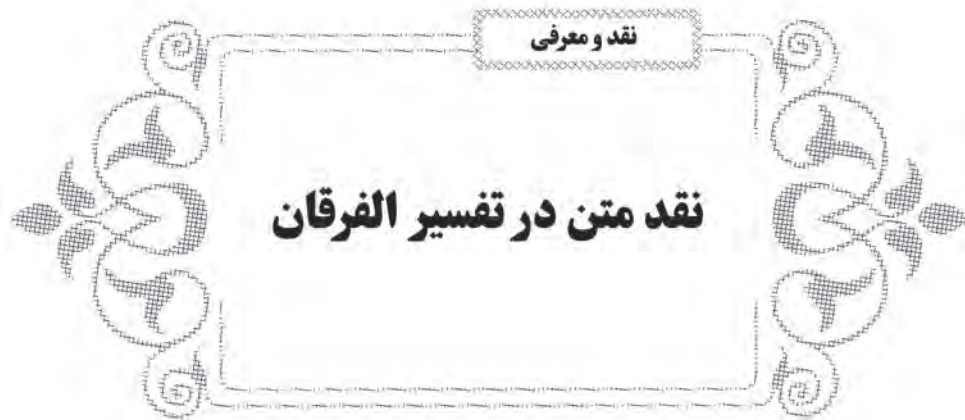 نقد و معرفی
نقد متن در تفسیر الفرقان